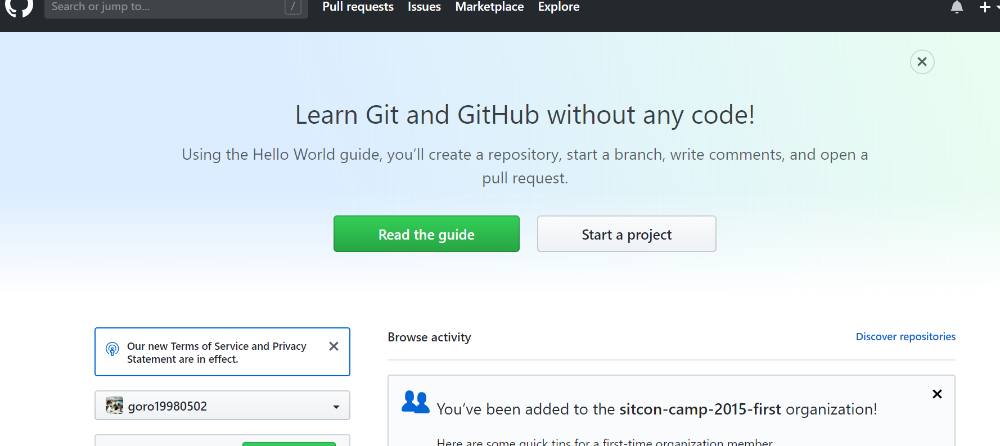 Search or jump to...
/
Pull requests
Issues
Marketplace
Explore
Learn Git and GitHub without any code!
Using the Hello World guide, you’ll create a repository, start a branch, write comments, and open a
pull request.
Read the guide
Start a project
Our new Terms of Service and Privacy
Statement are in effect.
goro19980502
Browse activity
Discover repositories
You’ve been added to the sitcon-camp-2015-first organization!
Here are some quick tips for a first-time organization member.